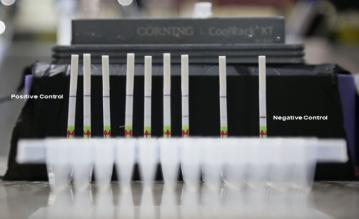 CORNING | CoolRack® XT
Positive Control
Negative Control